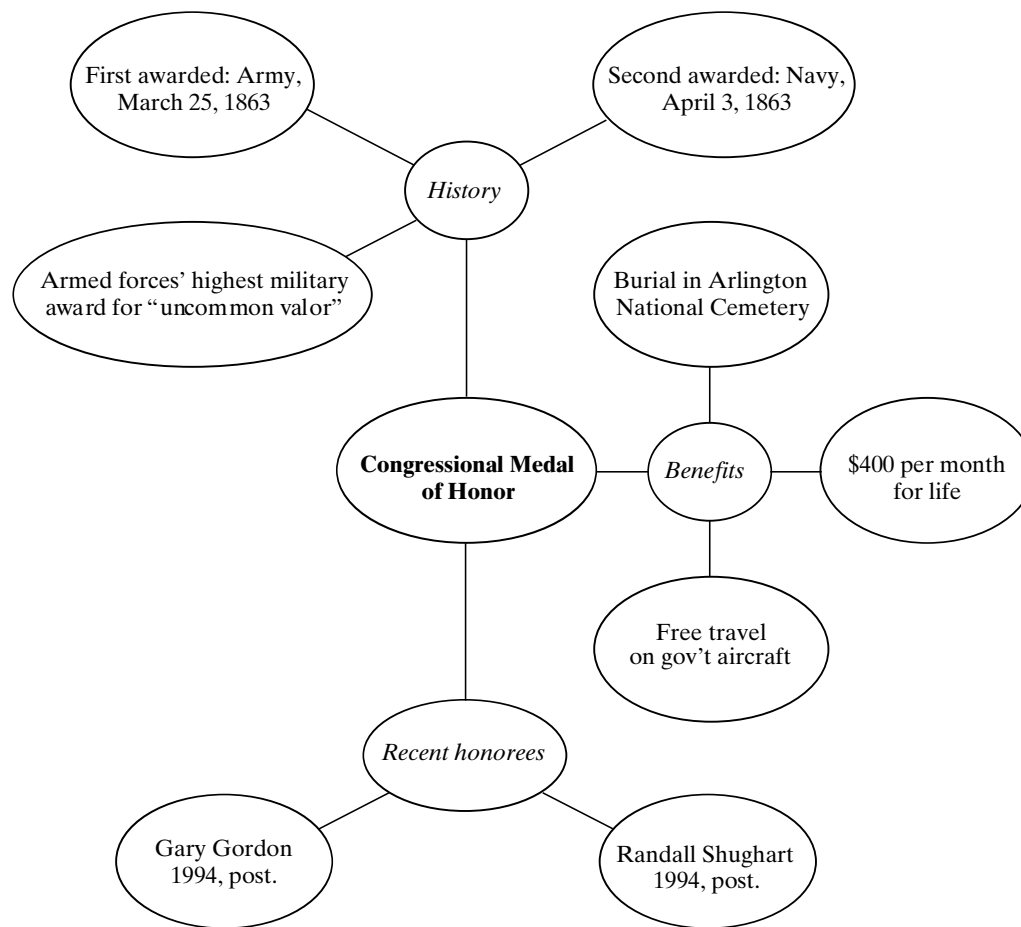 First awarded: Army,
March 25, 1863
Second awarded: Navy,
April 3, 1863
History
Armed forces’ highest military
award for “uncommon valor”
Burial in Arlington
National Cemetery
Congressional Medal
of Honor
Benefits
$400 per month
for life
Free travel
on gov’t aircraft
Recent honorees
Gary Gordon
1994, post.
Randall Shughart
1994, post.